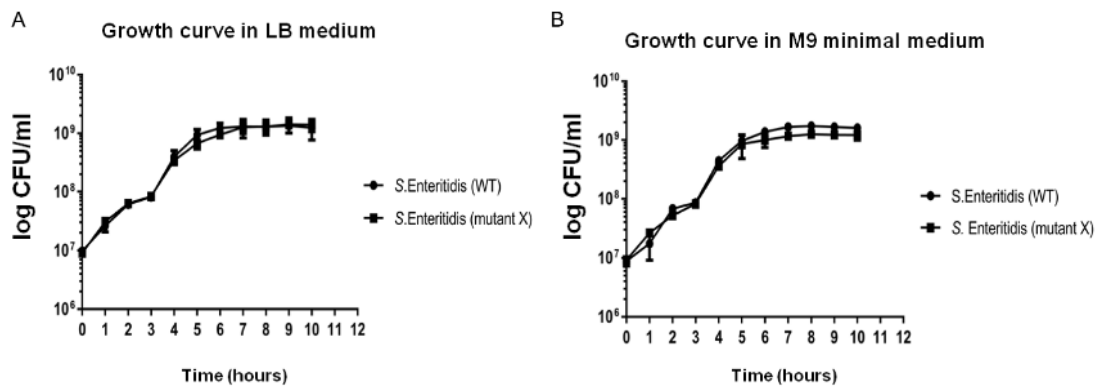 A
Growth curve in LB medium
log CFU/ml
10^10
10^9
10^8
10^7
10^6
0 1 2 3 4 5 6 7 8 9 10 11 12
Time (hours)
S.Enteritidis (WT)
S.Enteritidis (mutant X)
B
Growth curve in M9 minimal medium
log CFU/ml
10^10
10^9
10^8
10^7
10^6
0 1 2 3 4 5 6 7 8 9 10 11 12
Time (hours)
S.Enteritidis (WT)
S. Enteritidis (mutant X)